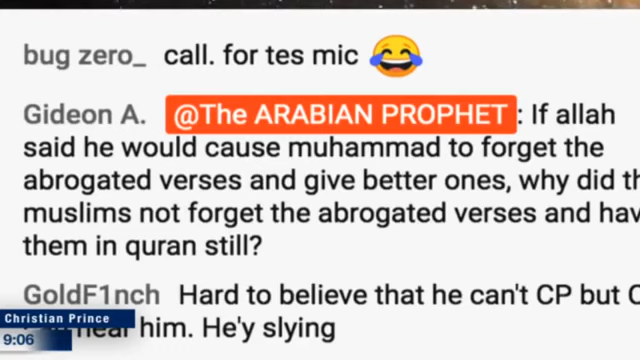 bug zero_ call. for tes mic
Gideon A. @The ARABIAN PROPHET : If allah
said he would cause muhammad to forget the
abrogated verses and give better ones, why did th
muslims not forget the abrogated verses and hav
them in quran still?
GoldF1nch Hard to believe that he can't CP but C
him. He'y slying
Christian Prince
9:06